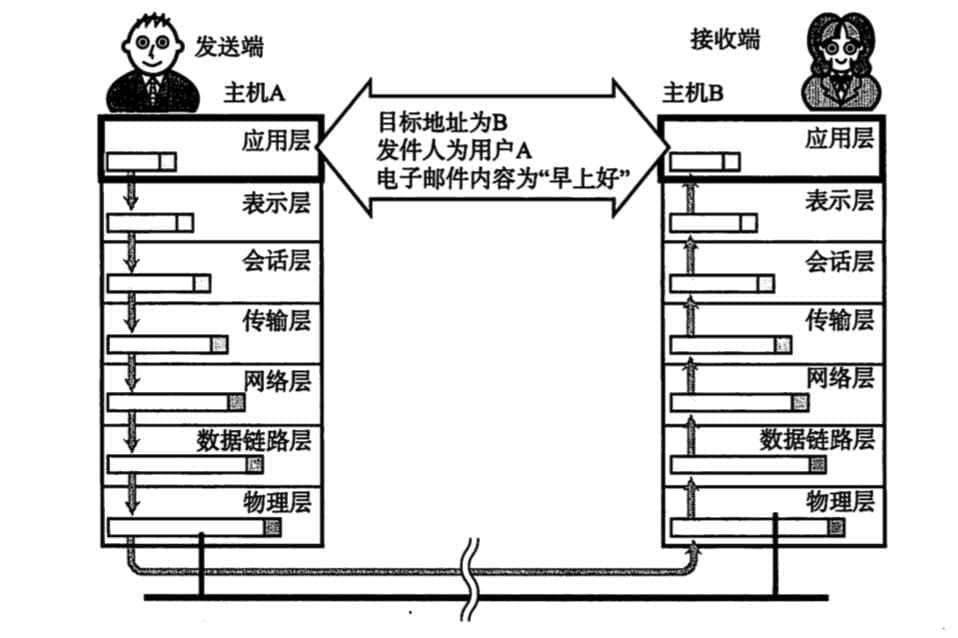 发送端
接收端
主机A
主机B
目标地址为B
发件人为用户A
电子邮件内容为“早上好”
应用层
表示层
会话层
传输层
网络层
数据链路层
物理层
应用层
表示层
会话层
传输层
网络层
数据链路层
物理层